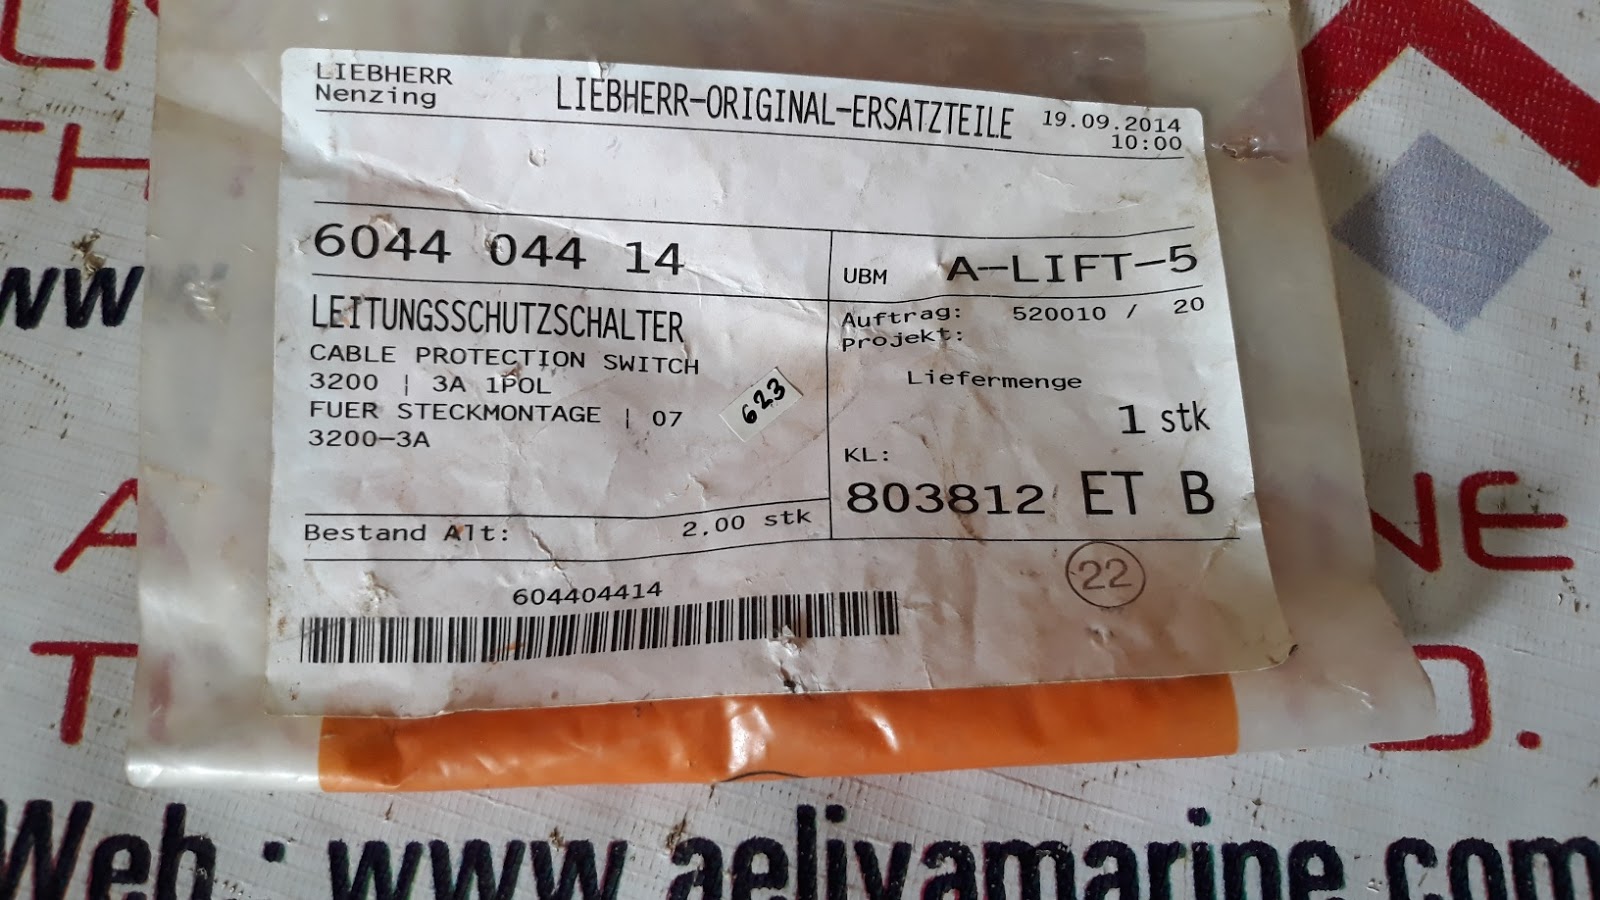 LIEBHERR
Nenzing
LIEBHERR-ORIGINAL-ERSATZTEILE
19.09.2014
10:00
6044 044 14
UBM A-LIFT-5
LEITUNGSSCHUTZSCHALTER
CABLE PROTECTION SWITCH
3200 | 3A 1POL
FUER STECKMONTAGE | 07
3200-3A
623
Auftrag: 520010 / 20
projekt:
Liefermenge
1 stk
KL:
803812 ET B
Bestand Alt: 2.00 stk
22
604404414
NE
D.
Web : www.aeliyamarine.com